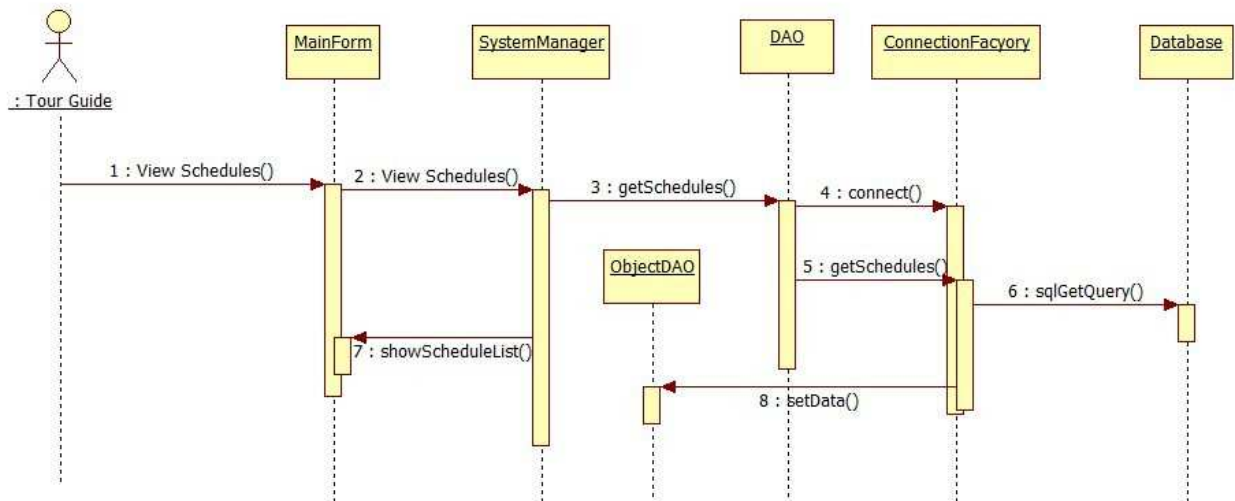 MainForm
SystemManager
DAO
ConnectionFacyory
Database
: Tour Guide
1 : View Schedules()
2 : View Schedules()
3 : getSchedules()
4 : connect()
ObjectDAO
5 : getSchedules()
6 : sqlGetQuery()
7 : showScheduleList()
8 : setData()